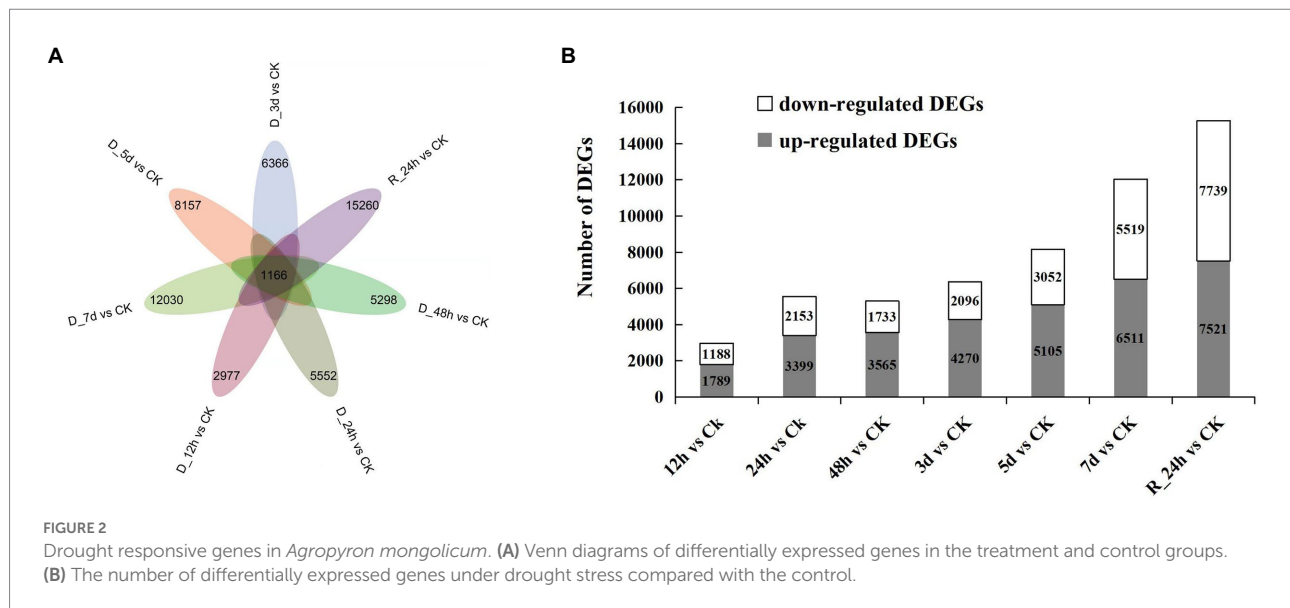 A
D_3d vs CK
D_5d vs CK
R_24h vs CK
6366
8157
15260
1166
12030
5298
D_7d vs CK
D_48h vs CK
2977
5552
D_12h vs CK
D_24h vs CK
B
down-regulated DEGs
up-regulated DEGs
Number of DEGs
16000
14000
12000
10000
8000
6000
4000
2000
0
1188
1789
2153
3399
1733
3565
2096
4270
3052
5105
5519
6511
7739
7521
12h vs Ck
24h vs Ck
48h vs CK
3d vs CK
5d vs CK
7d vs CK
R_24h vs CK
FIGURE 2
Drought responsive genes in Agropyron mongolicum. (A) Venn diagrams of differentially expressed genes in the treatment and control groups.
(B) The number of differentially expressed genes under drought stress compared with the control.